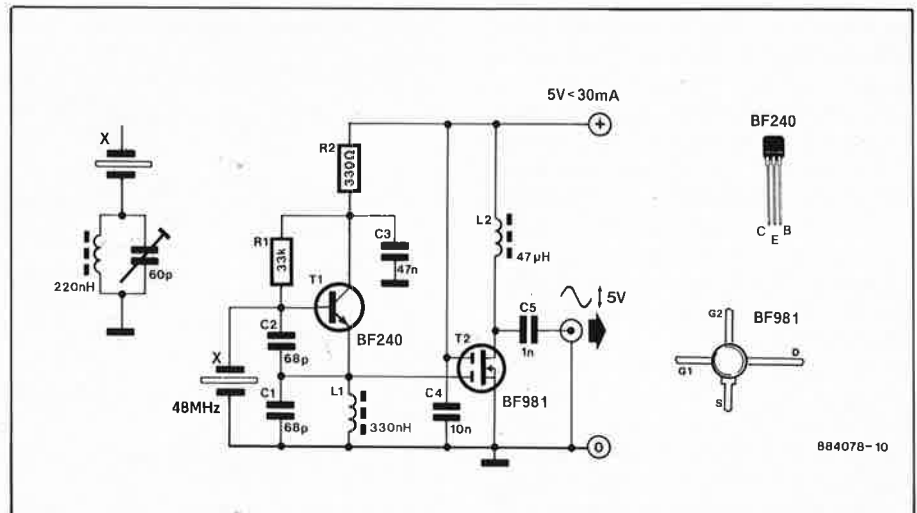 5V<30mA
+
BF240
C
E
B
X
220nH
60p
R2
330Ω
R1
33k
C3
47n
T1
BF240
C2
68p
X
48MHz
C1
68p
L1
330nH
L2
47μH
C5
1n
5V
T2
BF981
C4
10n
0
BF981
G2
G1
D
S
884078-10